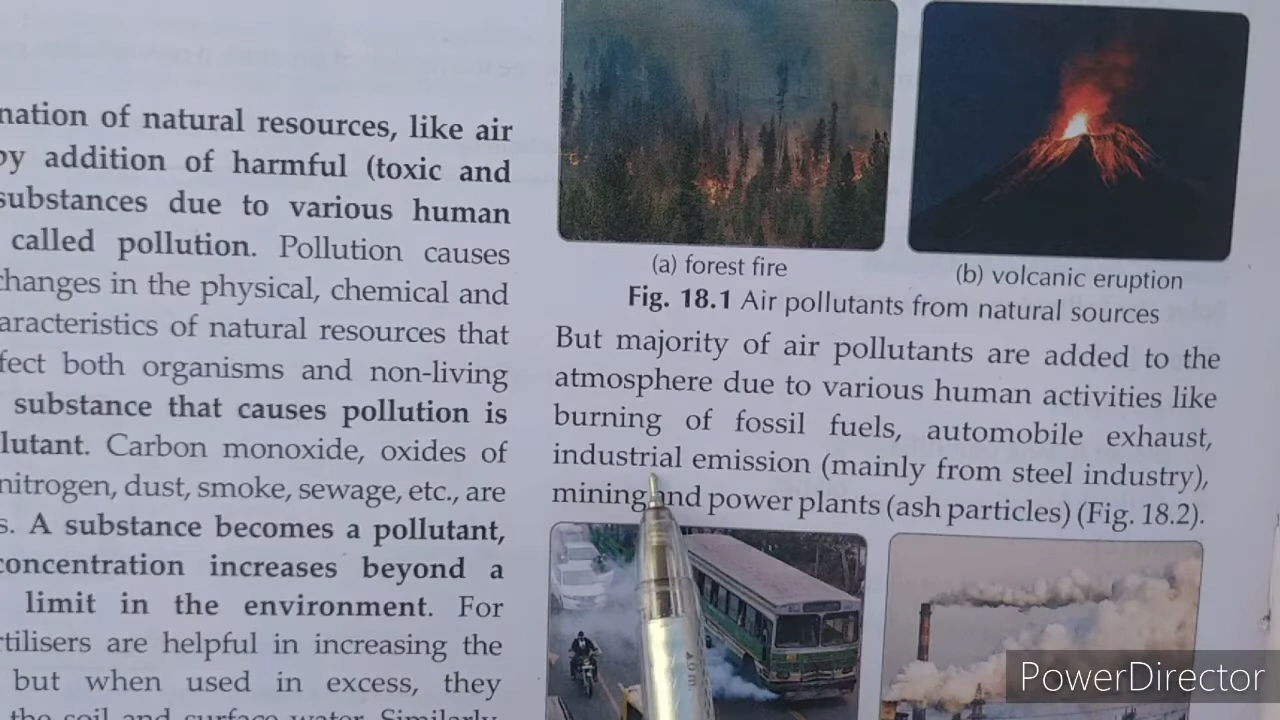 nation of natural resources, like air
by addition of harmful (toxic and
substances due to various human
called pollution. Pollution causes
changes in the physical, chemical and
aracteristics of natural resources that
fect both organisms and non-living
substance that causes pollution is
lutant. Carbon monoxide, oxides of
nitrogen, dust, smoke, sewage, etc., are
s. A substance becomes a pollutant,
concentration increases beyond a
limit in the environment. For
rtilisers are helpful in increasing the
but when used in excess, they
the soil and surface water. Similarly
(a) forest fire
(b) volcanic eruption
Fig. 18.1 Air pollutants from natural sources
But majority of air pollutants are added to the
atmosphere due to various human activities like
burning of fossil fuels, automobile exhaust,
industrial emission (mainly from steel industry),
mining and power plants (ash particles) (Fig. 18.2).
PowerDirector